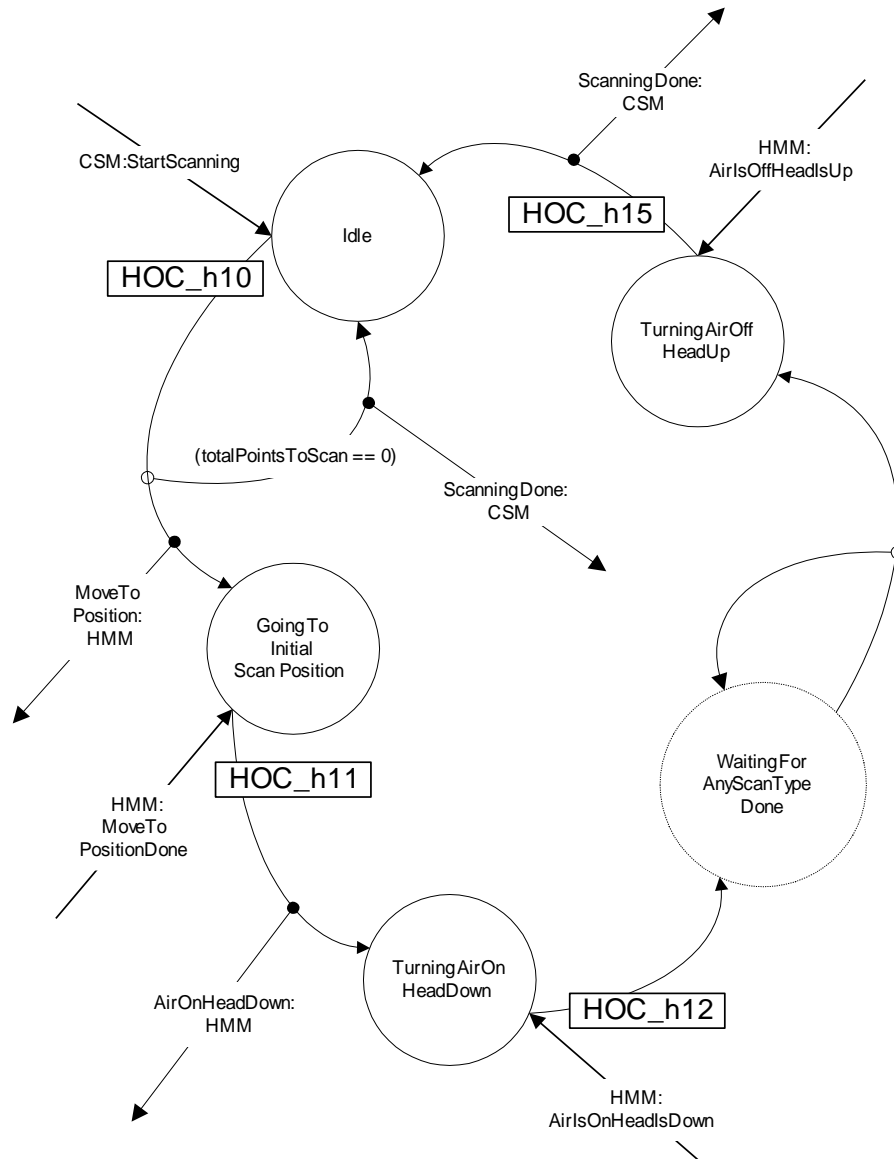 ScanningDone:
CSM
CSM:StartScanning
HMM:
AirIsOffHeadIsUp
HOC_h15
Idle
HOC_h10
TurningAirOff
HeadUp
(totalPointsToScan == 0)
ScanningDone:
CSM
MoveTo
Position:
HMM
GoingTo
Initial
Scan Position
HOC_h11
WaitingFor
AnyScanType
Done
HMM:
MoveTo
PositionDone
TurningAirOn
HeadDown
AirOnHeadDown:
HMM
HOC_h12
HMM:
AirIsOnHeadIsDown